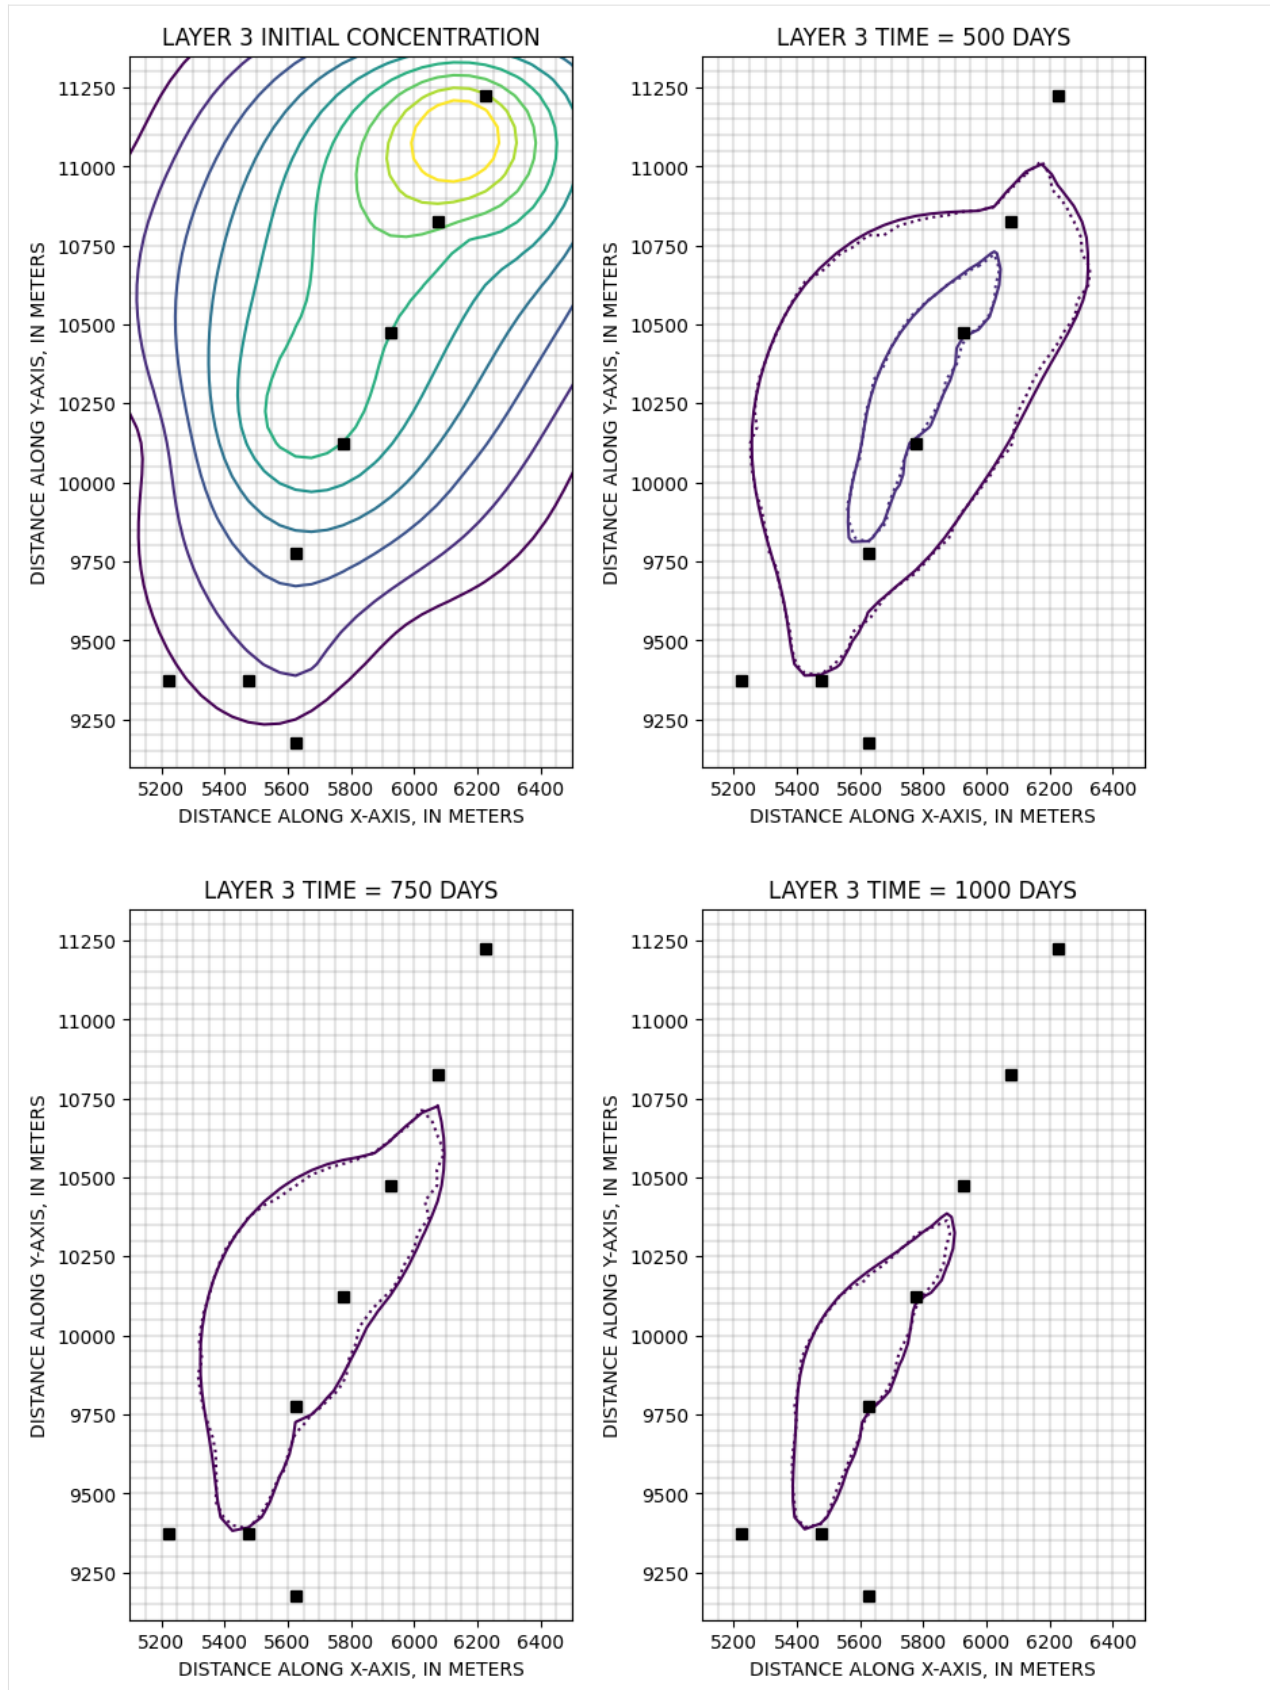 LAYER 3 INITIAL CONCENTRATION
11250
11000
10750
10500
10250
10000
9750
9500
9250
DISTANCE ALONG Y-AXIS, IN METERS
5200 5400 5600 5800 6000 6200 6400
DISTANCE ALONG X-AXIS, IN METERS
LAYER 3 TIME = 500 DAYS
11250
11000
10750
10500
10250
10000
9750
9500
9250
DISTANCE ALONG Y-AXIS, IN METERS
5200 5400 5600 5800 6000 6200 6400
DISTANCE ALONG X-AXIS, IN METERS
LAYER 3 TIME = 750 DAYS
11250
11000
10750
10500
10250
10000
9750
9500
9250
DISTANCE ALONG Y-AXIS, IN METERS
5200 5400 5600 5800 6000 6200 6400
DISTANCE ALONG X-AXIS, IN METERS
LAYER 3 TIME = 1000 DAYS
11250
11000
10750
10500
10250
10000
9750
9500
9250
DISTANCE ALONG Y-AXIS, IN METERS
5200 5400 5600 5800 6000 6200 6400
DISTANCE ALONG X-AXIS, IN METERS